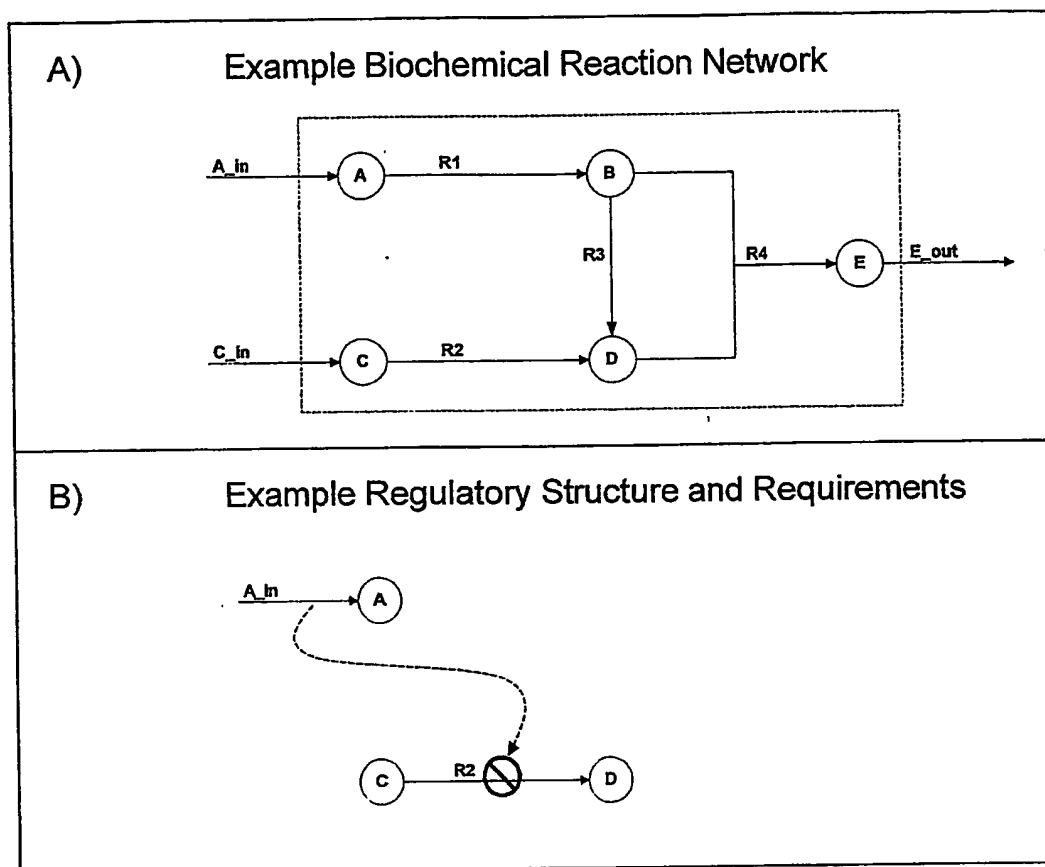 A) Example Biochemical Reaction Network
A_in
A
R1
B
R3
R4
E
E_out
C_in
C
R2
D
B) Example Regulatory Structure and Requirements
A_in
A
C
R2
D